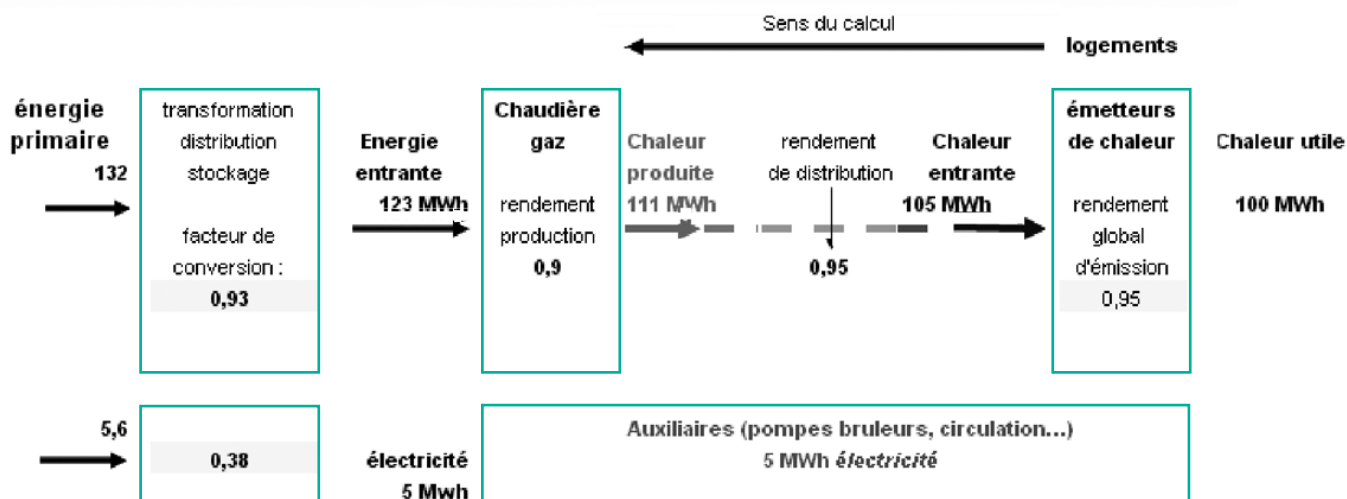 Sens du calcul
logements
énergie
primaire
132
transformation
distribution
stockage
facteur de
conversion :
0,93
Energie
entrante
123 MWh
Chaudière
gaz
rendement
production
0,9
Chaleur
produite
111 MWh
rendement
de distribution
0,95
Chaleur
entrante
105 MWh
émetteurs
de chaleur
rendement
global
d'émission
0,95
Chaleur utile
100 MWh
5,6
0,38
électricité
5 Mwh
Auxiliaires (pompes bruleurs, circulation...)
5 MWh électricité